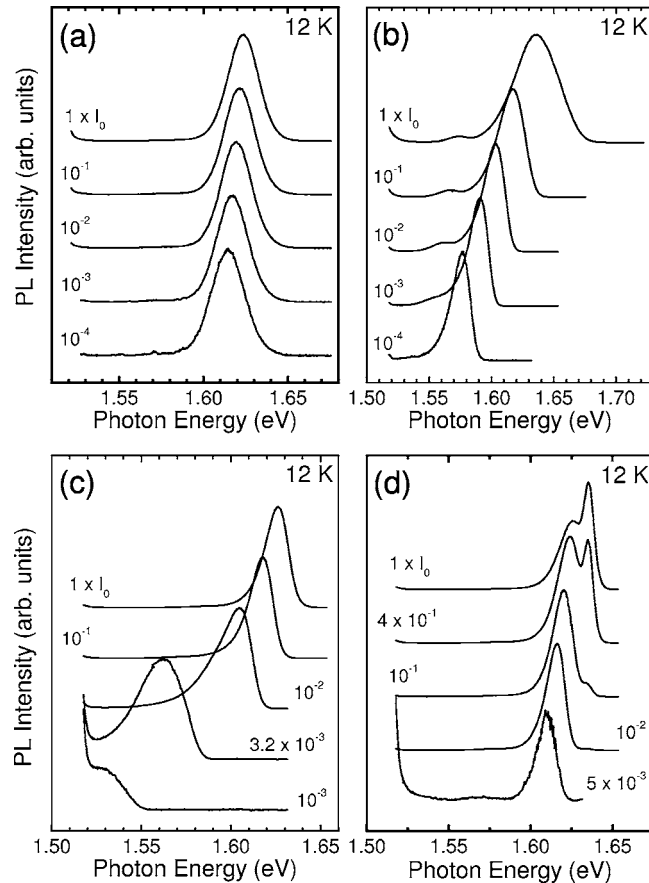 (a) 12 K
1 x I₀
10⁻¹
10⁻²
10⁻³
10⁻⁴
1.55 1.60 1.65
Photon Energy (eV)
PL Intensity (arb. units)
(b) 12 K
1 x I₀
10⁻¹
10⁻²
10⁻³
10⁻⁴
1.50 1.55 1.60 1.65 1.70
Photon Energy (eV)
(c) 12 K
1 x I₀
10⁻¹
10⁻²
3.2 x 10⁻³
10⁻³
1.50 1.55 1.60 1.65
Photon Energy (eV)
PL Intensity (arb. units)
(d) 12 K
1 x I₀
4 x 10⁻¹
10⁻¹
10⁻²
5 x 10⁻³
1.50 1.55 1.60 1.65
Photon Energy (eV)